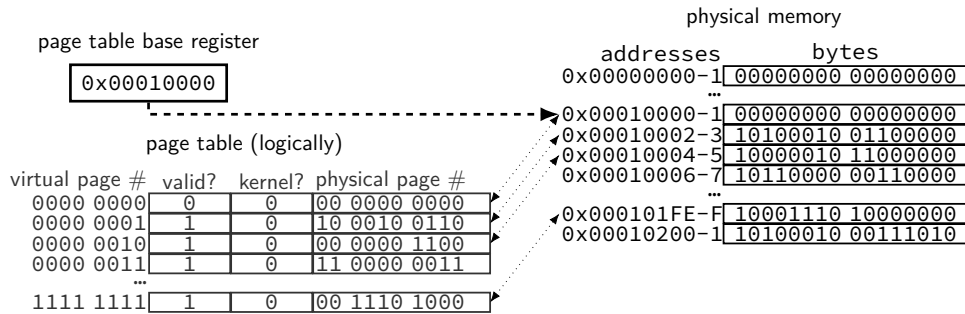 physical memory
page table base register
addresses bytes
0x00010000
0x00000000-1 00000000 00000000
…
0x00010000-1 00000000 00000000
0x00010002-3 10100010 01100000
0x00010004-5 10000010 11000000
0x00010006-7 10110000 00110000
…
0x000101FE-F 10001110 10000000
0x00010200-1 10100010 00111010
page table (logically)
virtual page # valid? kernel? physical page #
0000 0000 0 0 00 0000 0000
0000 0001 1 0 10 0010 0110
0000 0010 1 0 00 0000 1100
0000 0011 1 0 11 0000 0011
…
1111 1111 1 0 00 1110 1000